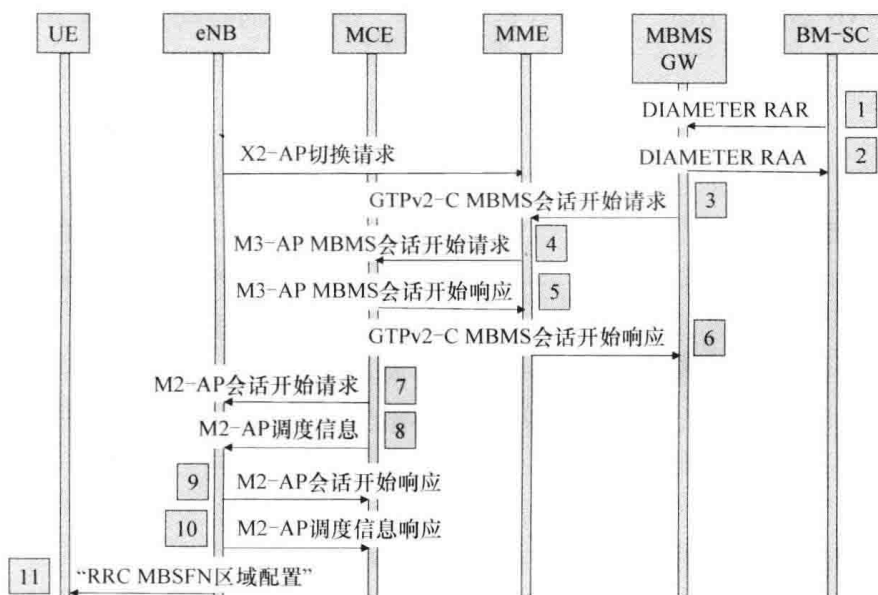 UE
eNB
MCE
MME
MBMS
GW
BM-SC
DIAMETER RAR
1
X2-AP切换请求
DIAMETER RAA
2
GTPv2-C MBMS会话开始请求
3
M3-AP MBMS会话开始请求
4
M3-AP MBMS会话开始响应
5
GTPv2-C MBMS会话开始响应
6
M2-AP会话开始请求
7
M2-AP调度信息
8
9
M2-AP会话开始响应
10
M2-AP调度信息响应
11
“RRC MBSFN区域配置”